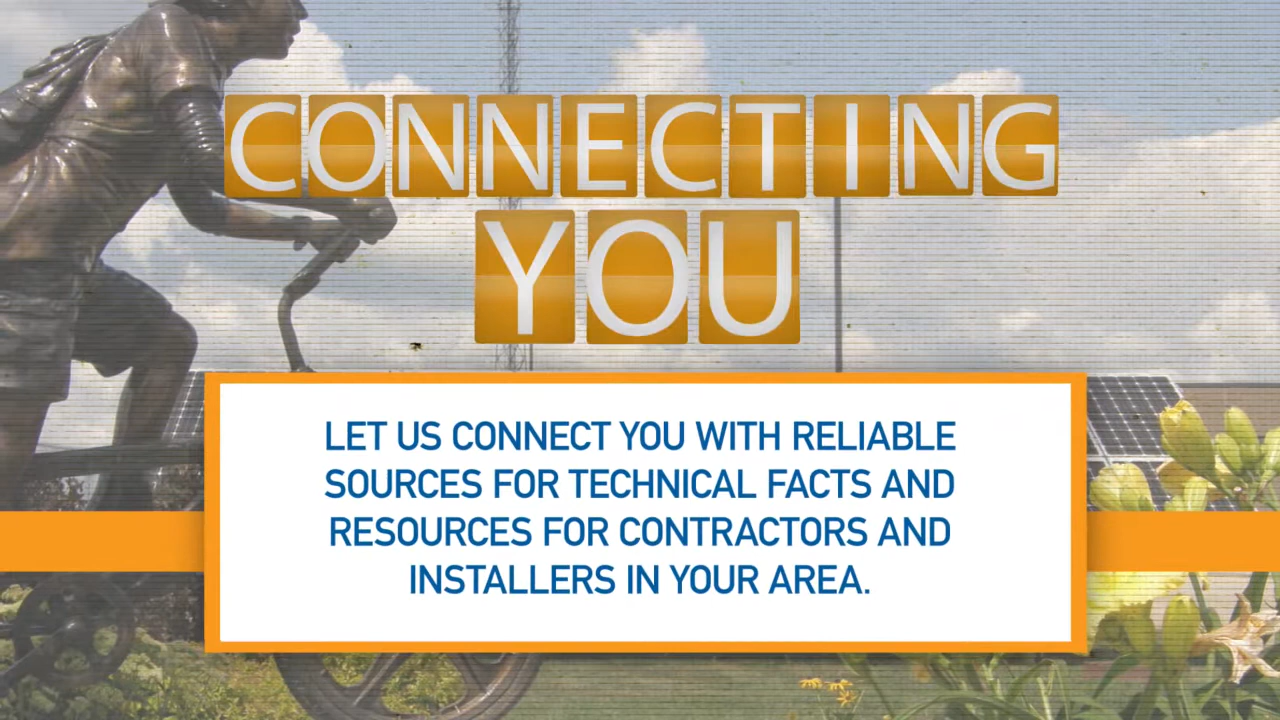 CONNECTING
YOU
LET US CONNECT YOU WITH RELIABLE
SOURCES FOR TECHNICAL FACTS AND
RESOURCES FOR CONTRACTORS AND
INSTALLERS IN YOUR AREA.